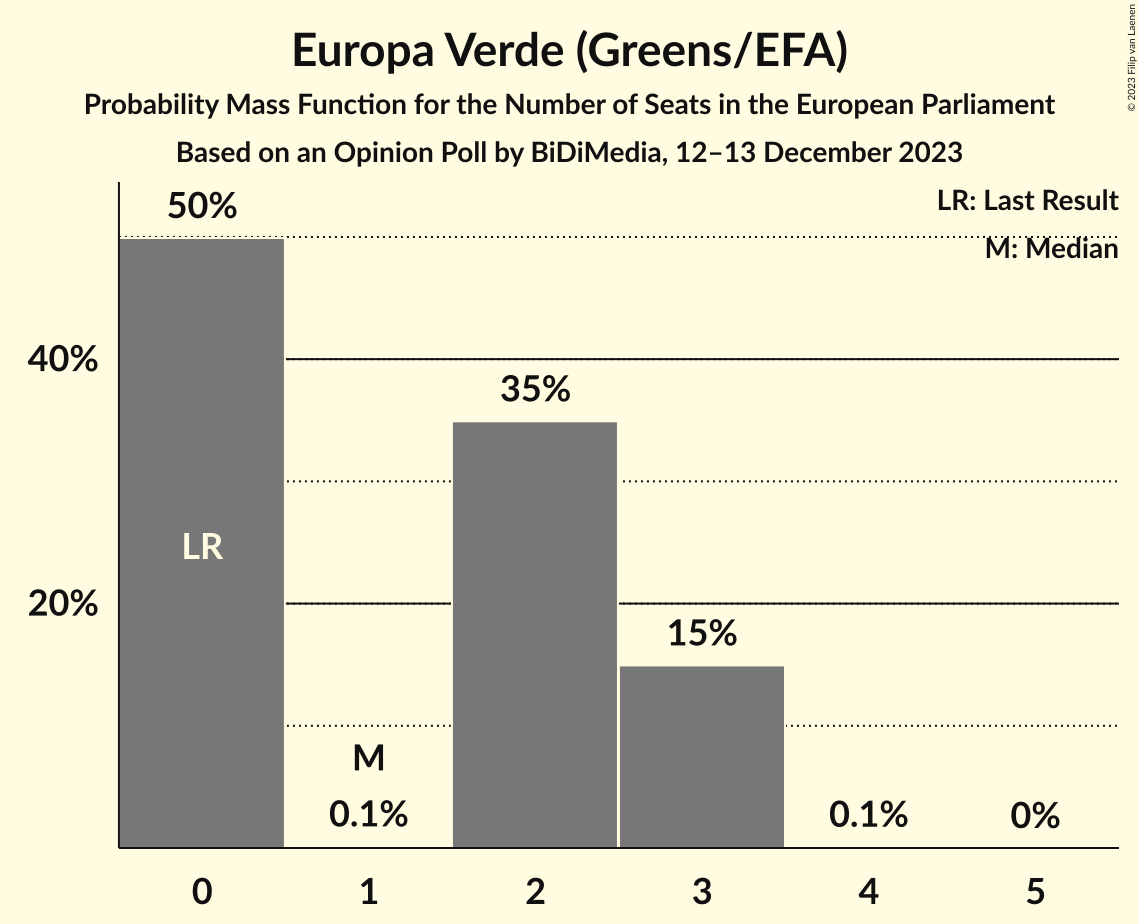 Europa Verde (Greens/EFA)
Probability Mass Function for the Number of Seats in the European Parliament
Based on an Opinion Poll by BiDiMedia, 12–13 December 2023
© 2023 Filip van Laenen
LR: Last Result
M: Median
50%
40%
35%
LR
20%
15%
M
0.1%
0.1%
0%
0 1 2 3 4 5